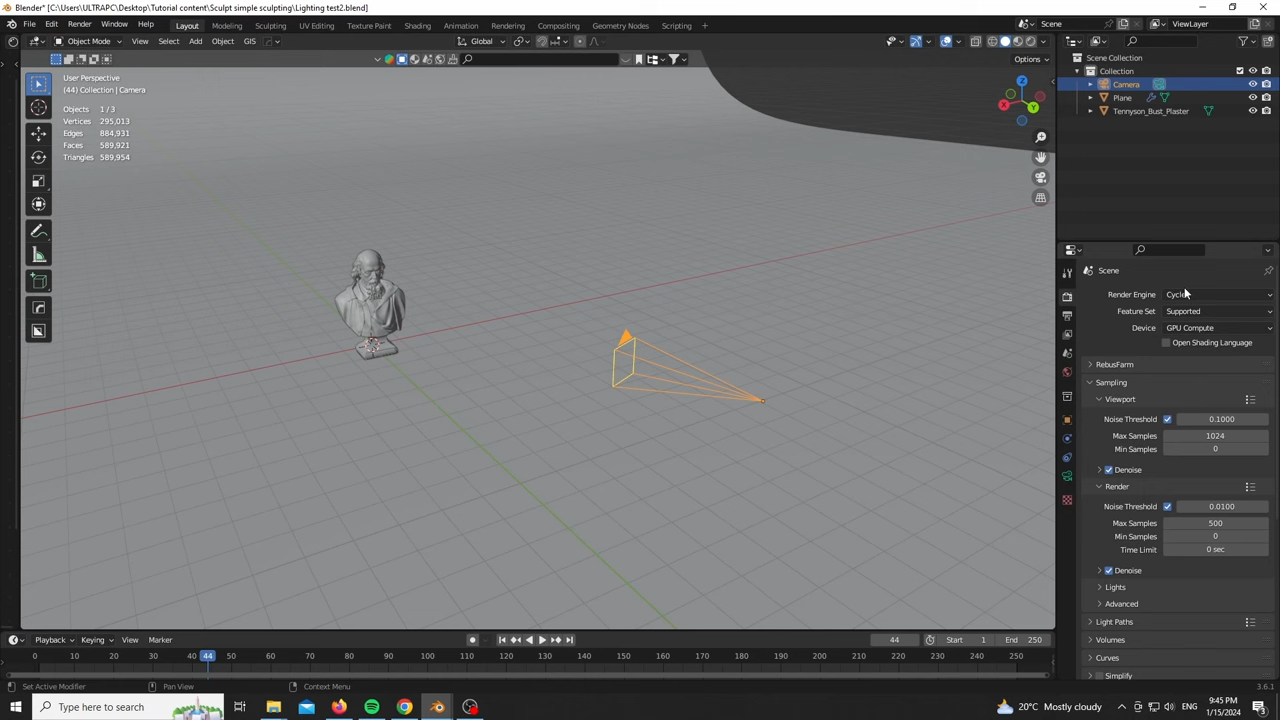 Blender* [C:\Users\ULTRAPC\Desktop\Tutorial content\Sculpt simple sculpting\Lighting test2.blend]
File Edit Render Window Help Layout Modeling Sculpting UV Editing Texture Paint Shading Animation Rendering Compositing Geometry Nodes Scripting + Scene ViewLayer
Object Mode View Select Add Object GIS Global
Options
User Perspective
(44) Collection | Camera
Objects 1 / 3
Vertices 295,013
Edges 884,931
Faces 589,921
Triangles 589,954
Z
X
Y
Scene Collection
Collection
Camera
Plane
Tennyson_Bust_Plaster
Scene
Render Engine Cycles
Feature Set Supported
Device GPU Compute
Open Shading Language
RebusFarm
Sampling
Viewport
Noise Threshold 0.1000
Max Samples 1024
Min Samples 0
Denoise
Render
Noise Threshold 0.0100
Max Samples 500
Min Samples 0
Time Limit 0 sec
Denoise
Lights
Advanced
Light Paths
Volumes
Curves
Simplify
Playback Keying View Marker 44 Start 1 End 250
0 10 20 30 40 44 50 60 70 80 90 100 110 120 130 140 150 160 170 180 190 200 210 220 230 240 250
Set Active Modifier Pan View Context Menu 3.6.1
Type here to search 20°C Mostly cloudy ENG 9:45 PM 1/15/2024